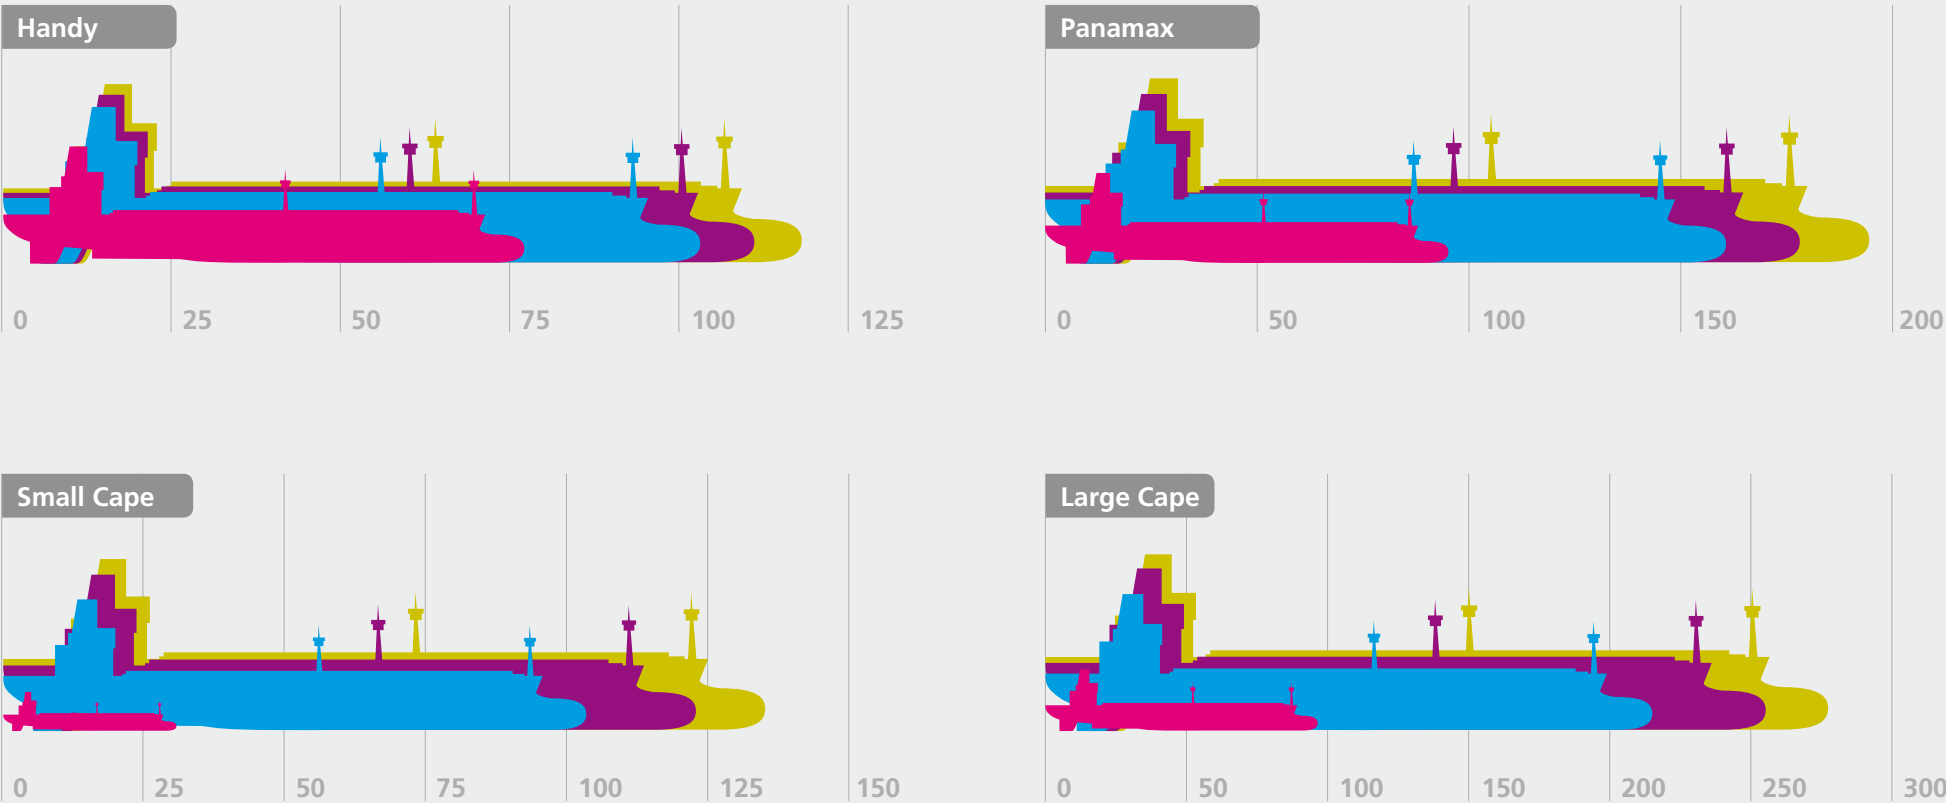 Handy
0 25 50 75 100 125
Panamax
0 50 100 150 200
Small Cape
0 25 50 75 100 125 150
Large Cape
0 50 100 150 200 250 300